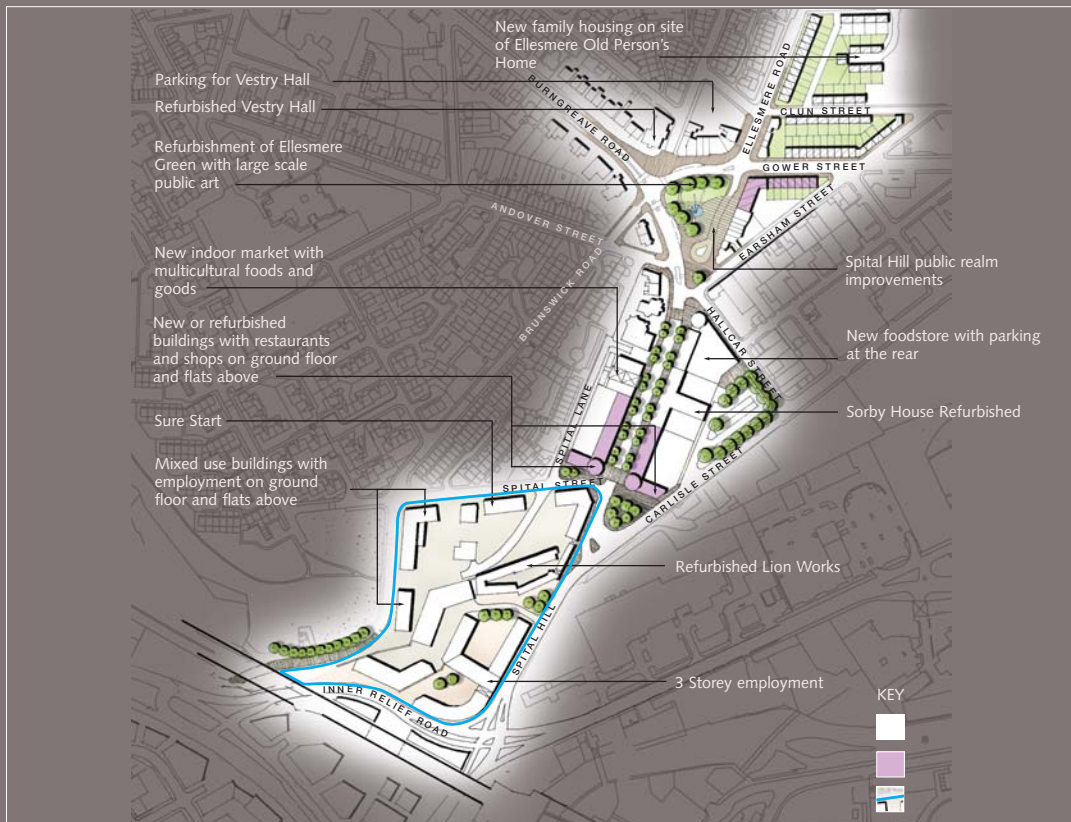 New family housing on site
of Ellesmere Old Person's
Home
Parking for Vestry Hall
Refurbished Vestry Hall
Refurbishment of Ellesmere
Green with large scale
public art
BURNGREAVE ROAD
ELLESMERE ROAD
CLUN STREET
GOWER STREET
EARSHAM STREET
ANDOVER STREET
BRUNSWICK ROAD
New indoor market with
multicultural foods and
goods
Spital Hill public realm
improvements
New or refurbished
buildings with restaurants
and shops on ground floor
and flats above
HALLCAR STREET
New foodstore with parking
at the rear
Sure Start
SPITAL LANE
Sorby House Refurbished
Mixed use buildings with
employment on ground
floor and flats above
SPITAL STREET
CARLISLE STREET
Refurbished Lion Works
SPITAL HILL
3 Storey employment
INNER RELIEF ROAD
KEY